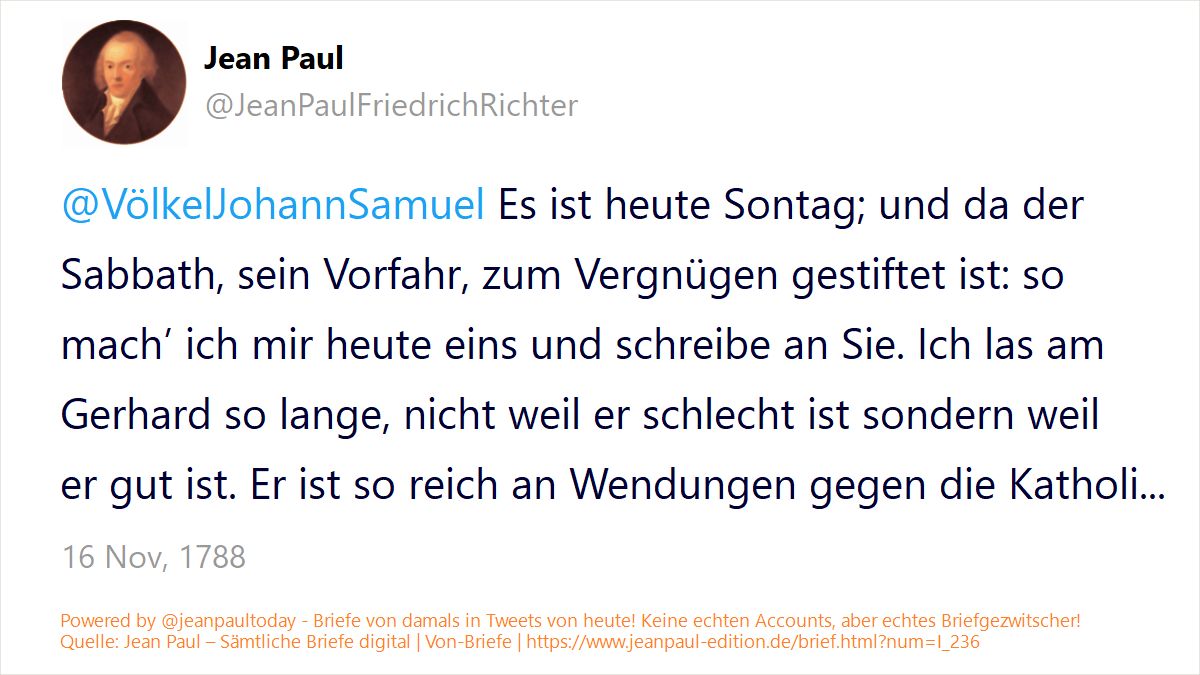 Jean Paul
@JeanPaulFriedrichRichter
@VölkelJohannSamuel Es ist heute Sontag; und da der
Sabbath, sein Vorfahr, zum Vergnügen gestiftet ist: so
mach’ ich mir heute eins und schreibe an Sie. Ich las am
Gerhard so lange, nicht weil er schlecht ist sondern weil
er gut ist. Er ist so reich an Wendungen gegen die Katholi...
16 Nov, 1788
Powered by @jeanpaultoday - Briefe von damals in Tweets von heute! Keine echten Accounts, aber echtes Briefgezwitscher!
Quelle: Jean Paul – Sämtliche Briefe digital | Von-Briefe | https://www.jeanpaul-edition.de/brief.html?num=I_236